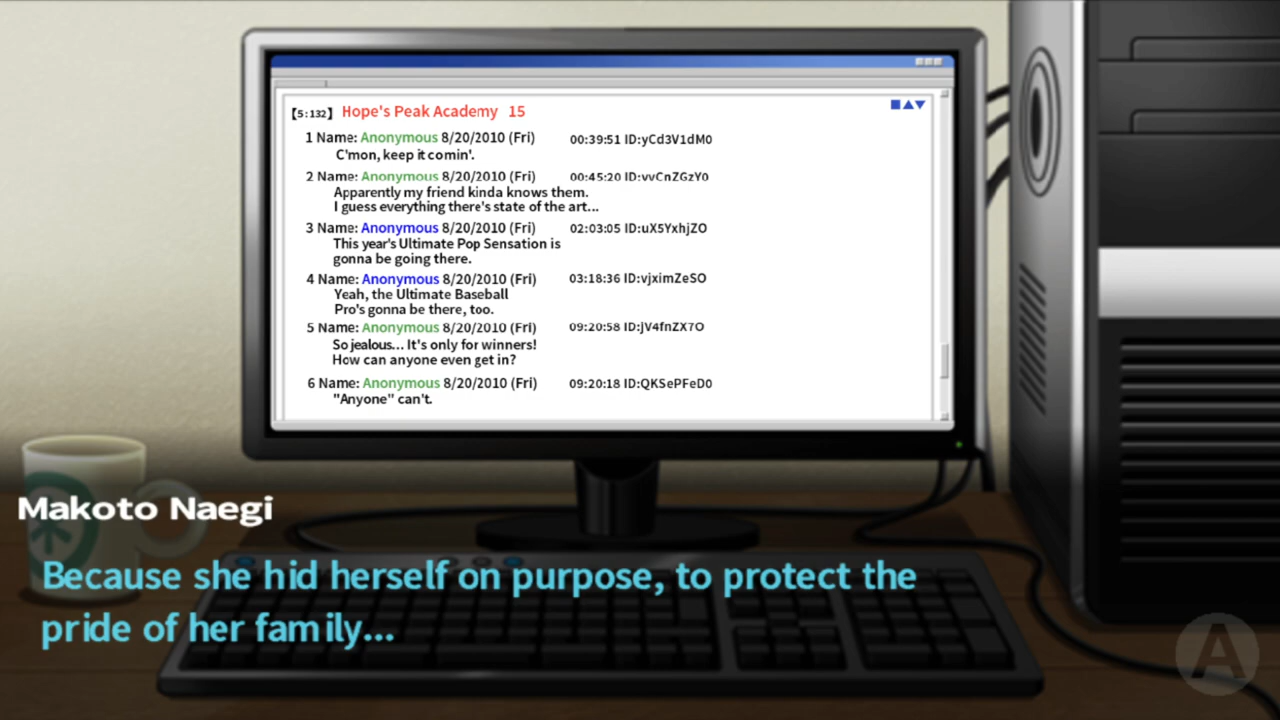 【5:132】 Hope's Peak Academy 15 ■▲▼
1 Name: Anonymous 8/20/2010 (Fri) 00:39:51 ID:yCd3V1dM0
C'mon, keep it comin'.
2 Name: Anonymous 8/20/2010 (Fri) 00:45:20 ID:vvCnZGzY0
Apparently my friend kinda knows them.
I guess everything there's state of the art...
3 Name: Anonymous 8/20/2010 (Fri) 02:03:05 ID:uX5YxhjZO
This year's Ultimate Pop Sensation is
gonna be going there.
4 Name: Anonymous 8/20/2010 (Fri) 03:18:36 ID:vjximZeSO
Yeah, the Ultimate Baseball
Pro's gonna be there, too.
5 Name: Anonymous 8/20/2010 (Fri) 09:20:58 ID:jV4fnZX7O
So jealous... It's only for winners!
How can anyone even get in?
6 Name: Anonymous 8/20/2010 (Fri) 09:20:18 ID:QKSePFeD0
"Anyone" can't.
Makoto Naegi
Because she hid herself on purpose, to protect the
pride of her family...
A